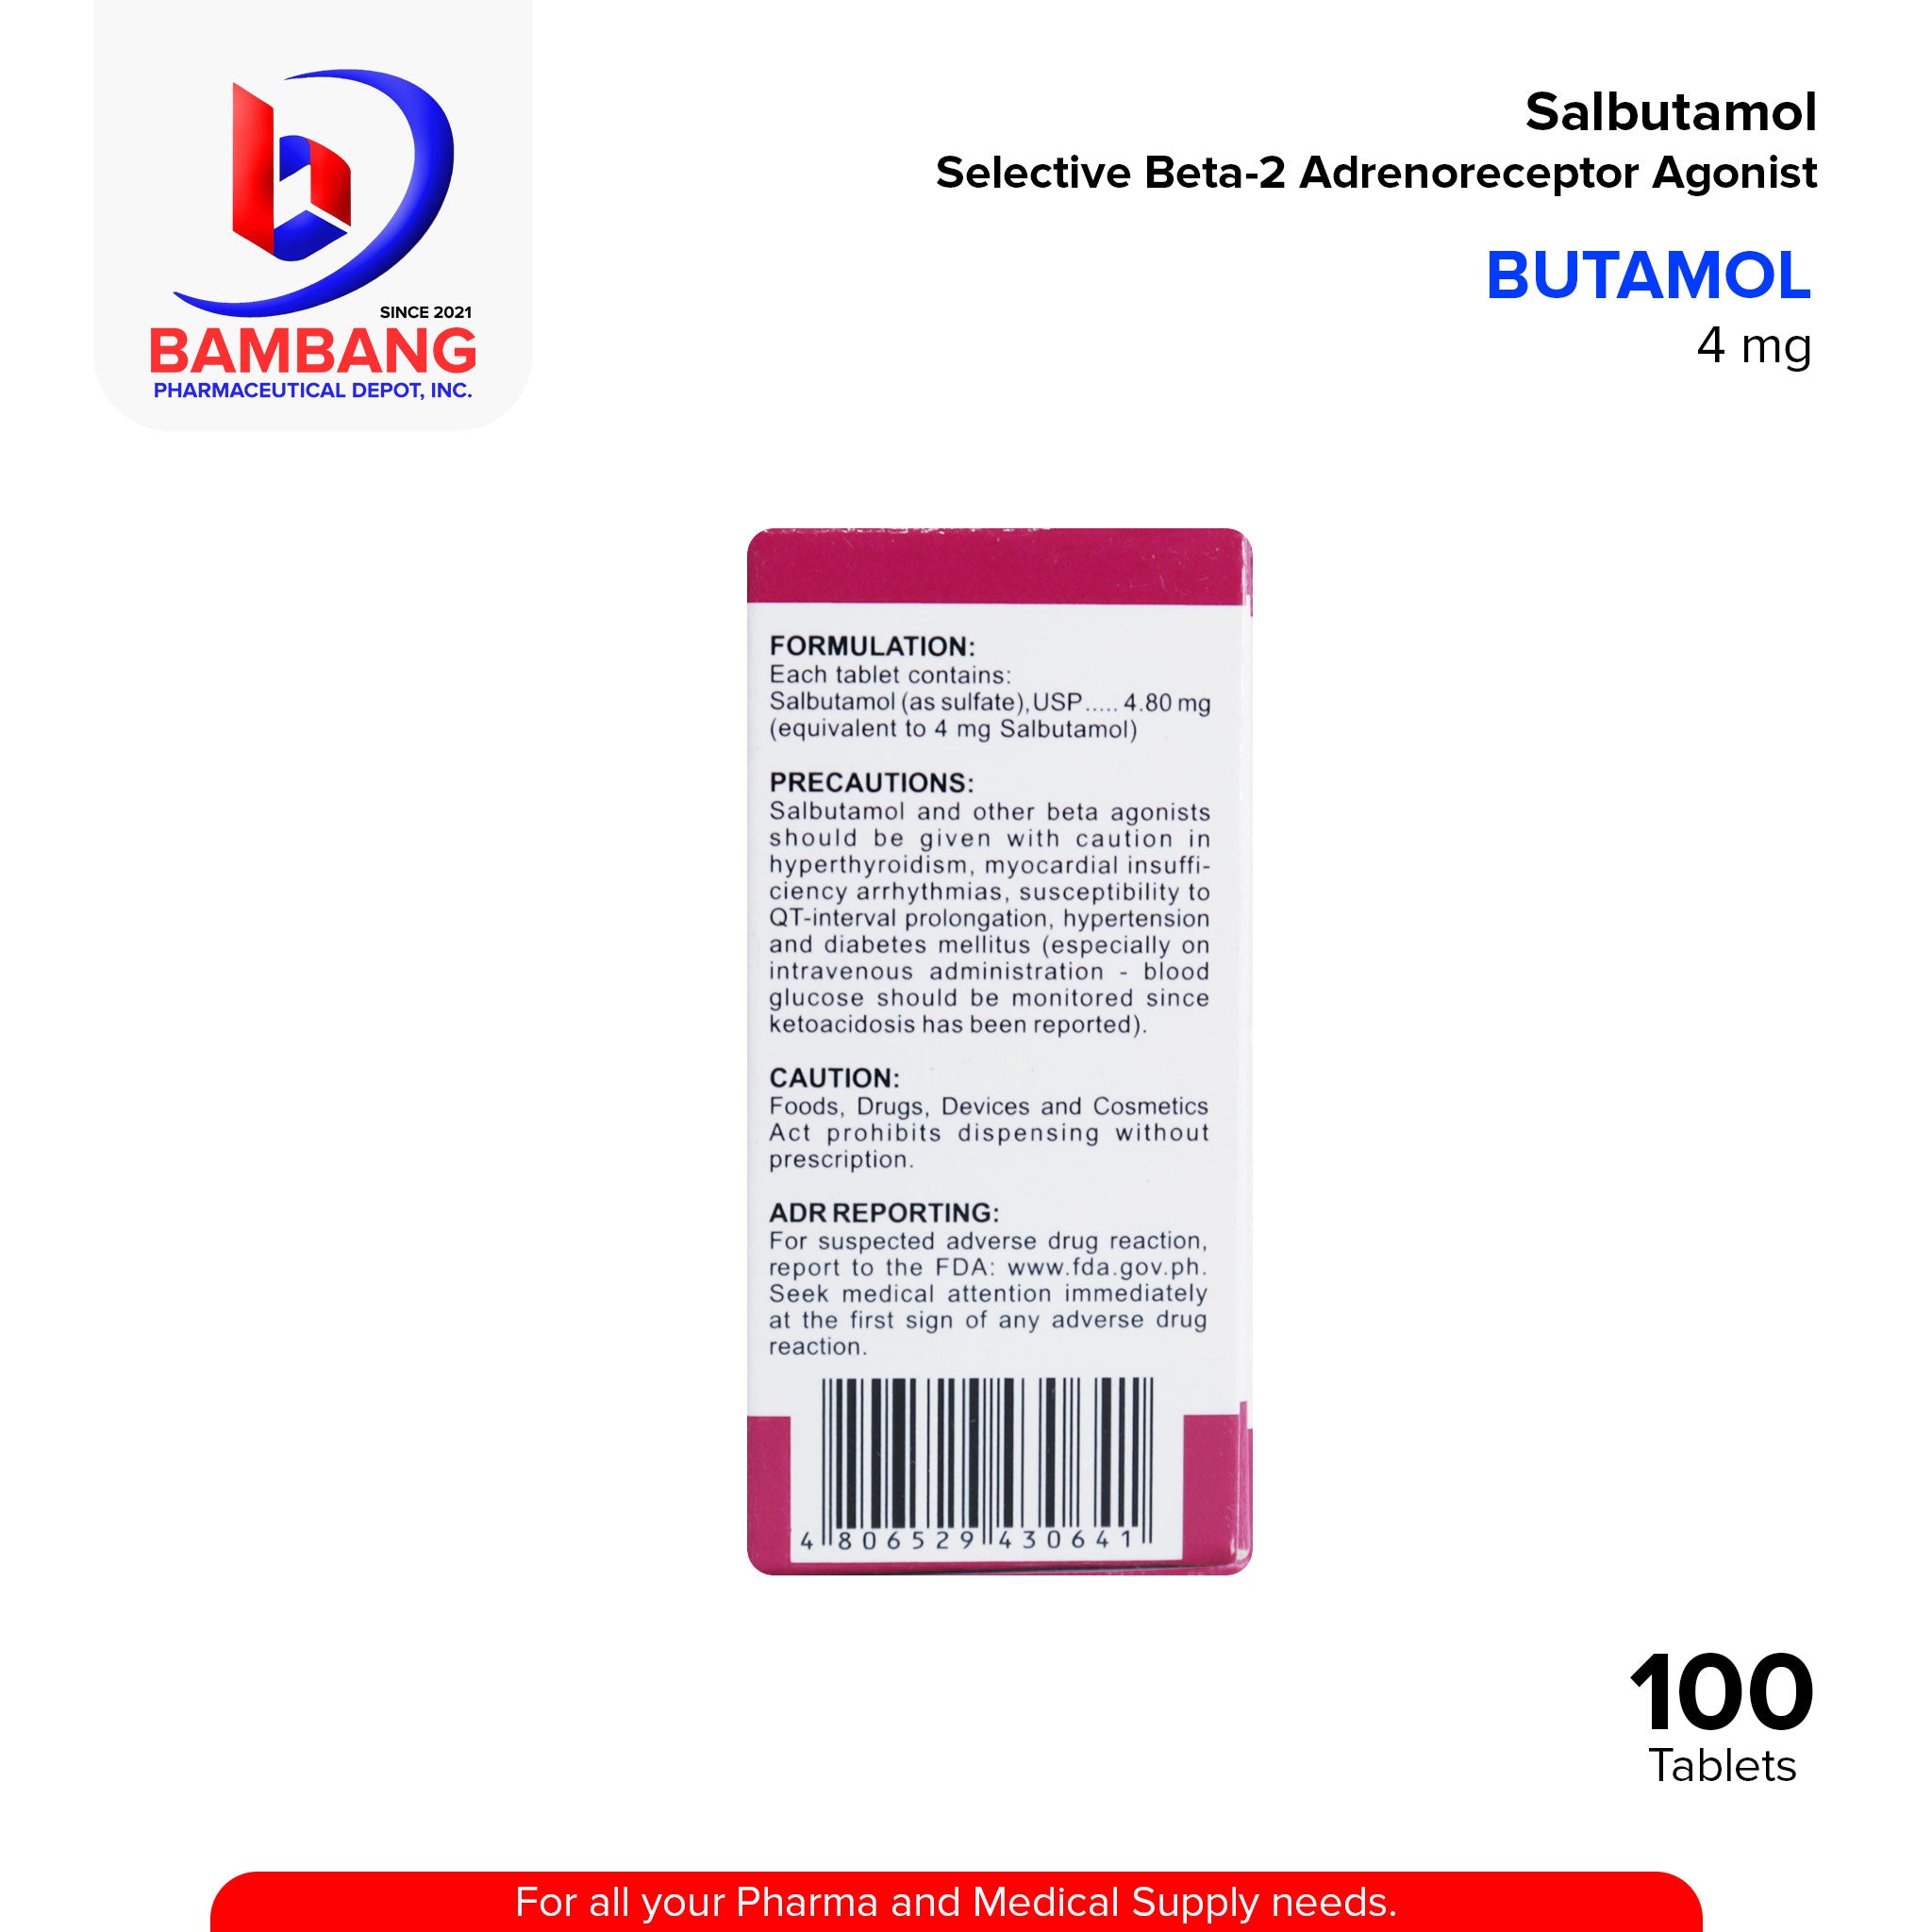 SINCE 2021
BAMBANG
PHARMACEUTICAL DEPOT, INC.
Salbutamol
Selective Beta-2 Adrenoreceptor Agonist
BUTAMOL
4 mg
FORMULATION:
Each tablet contains:
Salbutamol (as sulfate), USP ..... 4.80 mg
(equivalent to 4 mg Salbutamol)
PRECAUTIONS:
Salbutamol and other beta agonists
should be given with caution in
hyperthyroidism, myocardial insuffi-
ciency arrhythmias, susceptibility to
QT-interval prolongation, hypertension
and diabetes mellitus (especially on
intravenous administration - blood
glucose should be monitored since
ketoacidosis has been reported).
CAUTION:
Foods, Drugs, Devices and Cosmetics
Act prohibits dispensing without
prescription.
ADR REPORTING:
For suspected adverse drug reaction,
report to the FDA: www.fda.gov.ph.
Seek medical attention immediately
at the first sign of any adverse drug
reaction.
4 806529 430641
100
Tablets
For all your Pharma and Medical Supply needs.